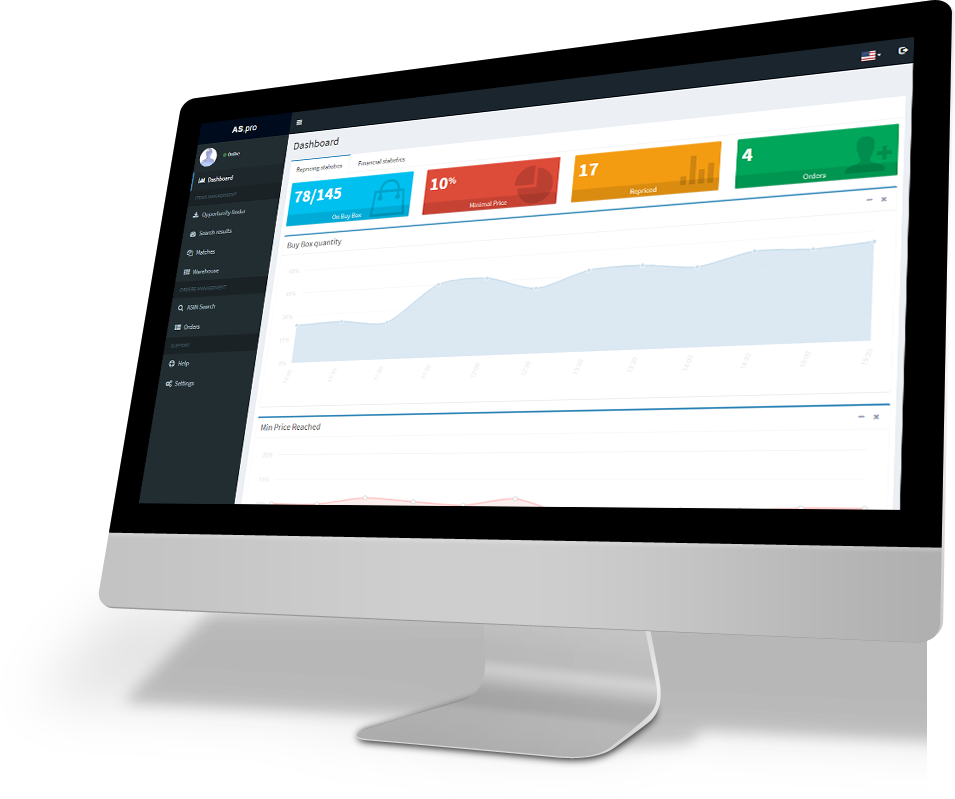 AS.pro
Online
Dashboard
ITEMS MANAGEMENT
Opportunity finder
Search results
Matches
Warehouse
ORDERS MANAGEMENT
ASIN Search
Orders
SUPPORT
Help
Settings
Dashboard
Repricing statistics
Financial statistics
78/145
On Buy Box
10%
Minimal Price
17
Repriced
4
Orders
Buy Box quantity
Min Price Reached